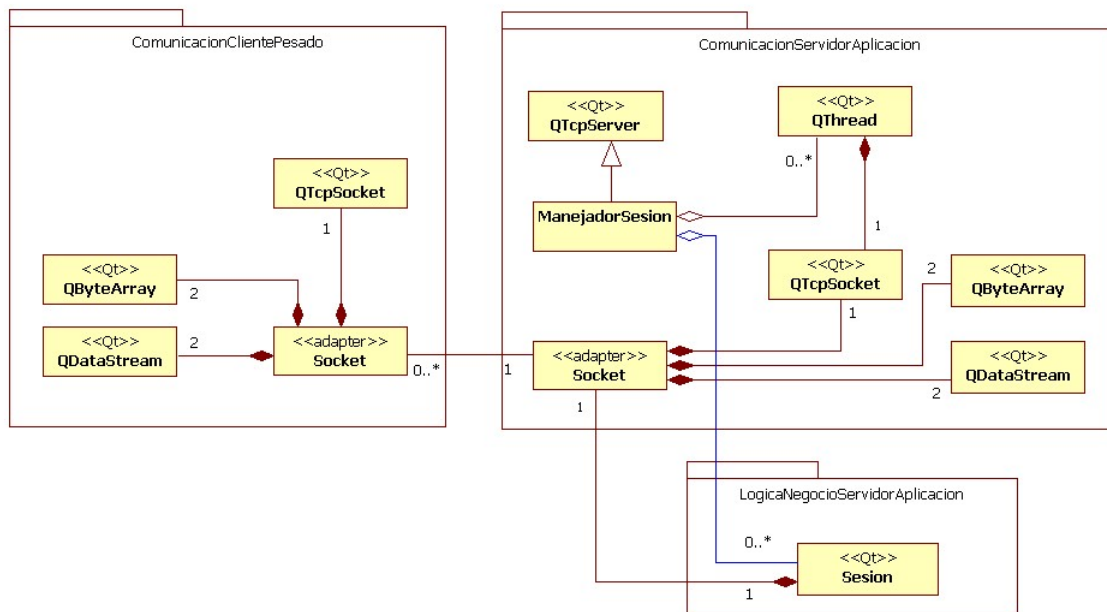 ComunicacionClientePesado
<<Qt>>
QTcpSocket
1
<<Qt>>
QByteArray
2
<<Qt>>
QDataStream
2
<<adapter>>
Socket
0..*
1
ComunicacionServidorAplicacion
<<Qt>>
QTcpServer
<<Qt>>
QThread
0..*
ManejadorSesion
1
<<Qt>>
QTcpSocket
1
2
<<Qt>>
QByteArray
<<adapter>>
Socket
1
<<Qt>>
QDataStream
2
LogicaNegocioServidorAplicacion
0..*
<<Qt>>
Sesion
1